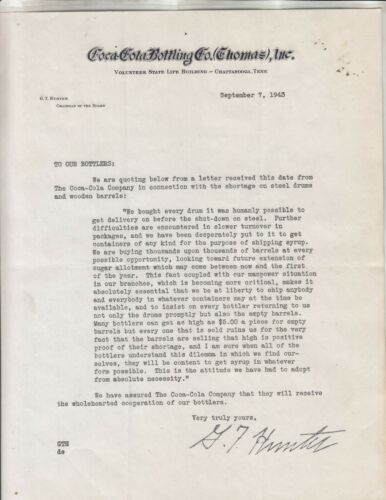 Coca-Cola Bottling Co. (Thomas), Inc.
Volunteer State Life Building – Chattanooga, Tenn.
G. T. Hunter
Chairman of the Board
September 7, 1943
TO OUR BOTTLERS:
We are quoting below from a letter received this date from
The Coca-Cola Company in connection with the shortage on steel drums
and wooden barrels:
"We bought every drum it was humanly possible to
get delivery on before the shut-down on steel. Further
difficulties are encountered in slower turnover in
packages, and we have been desperately put to it to get
containers of any kind for the purpose of shipping syrup.
We are buying thousands upon thousands of barrels at every
possible opportunity, looking toward future extension of
sugar allotment which may come between now and the first
of the year. This fact coupled with our manpower situation
in our branches, which is becoming more critical, makes it
absolutely essential that we be at liberty to ship anybody
and everybody in whatever containers may at the time be
available, and to insist on every bottler returning to us
not only the drums promptly but also the empty barrels.
Many bottlers can get as high as $5.00 a piece for empty
barrels but every one that is sold ruins us for the very
fact that the barrels are selling that high is positive
proof of their shortage, and I am sure when all of the
bottlers understand this dilemma in which we find our-
selves, they will be content to get syrup in whatever
form possible. This is the attitude we have had to adopt
from absolute necessity."
We have assured The Coca-Cola Company that they will receive
the wholehearted cooperation of our bottlers.
Very truly yours,
G. T. Hunter
GTH
ds